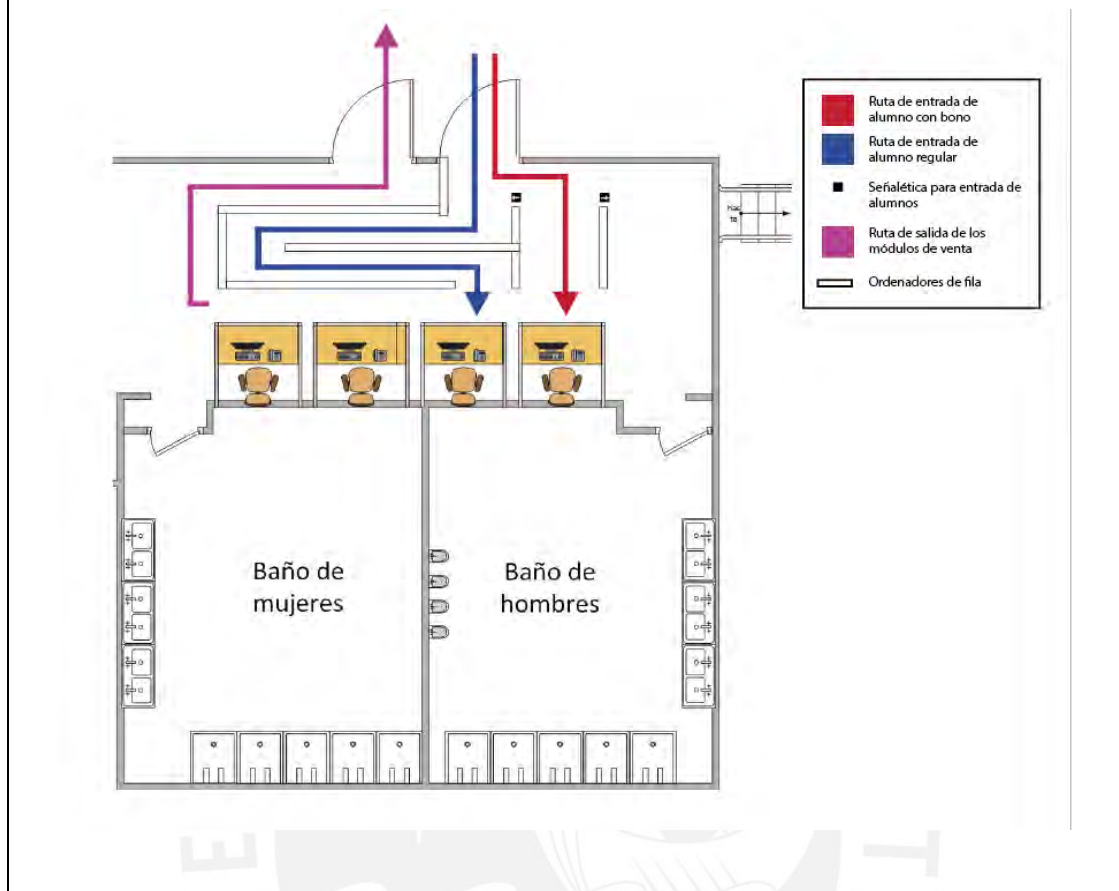 Ruta de entrada de
alumno con bono
Ruta de entrada de
alumno regular
Señalética para entrada de
alumnos
Ruta de salida de los
módulos de venta
Ordenadores de fila
Baño de
mujeres
Baño de
hombres
E
T